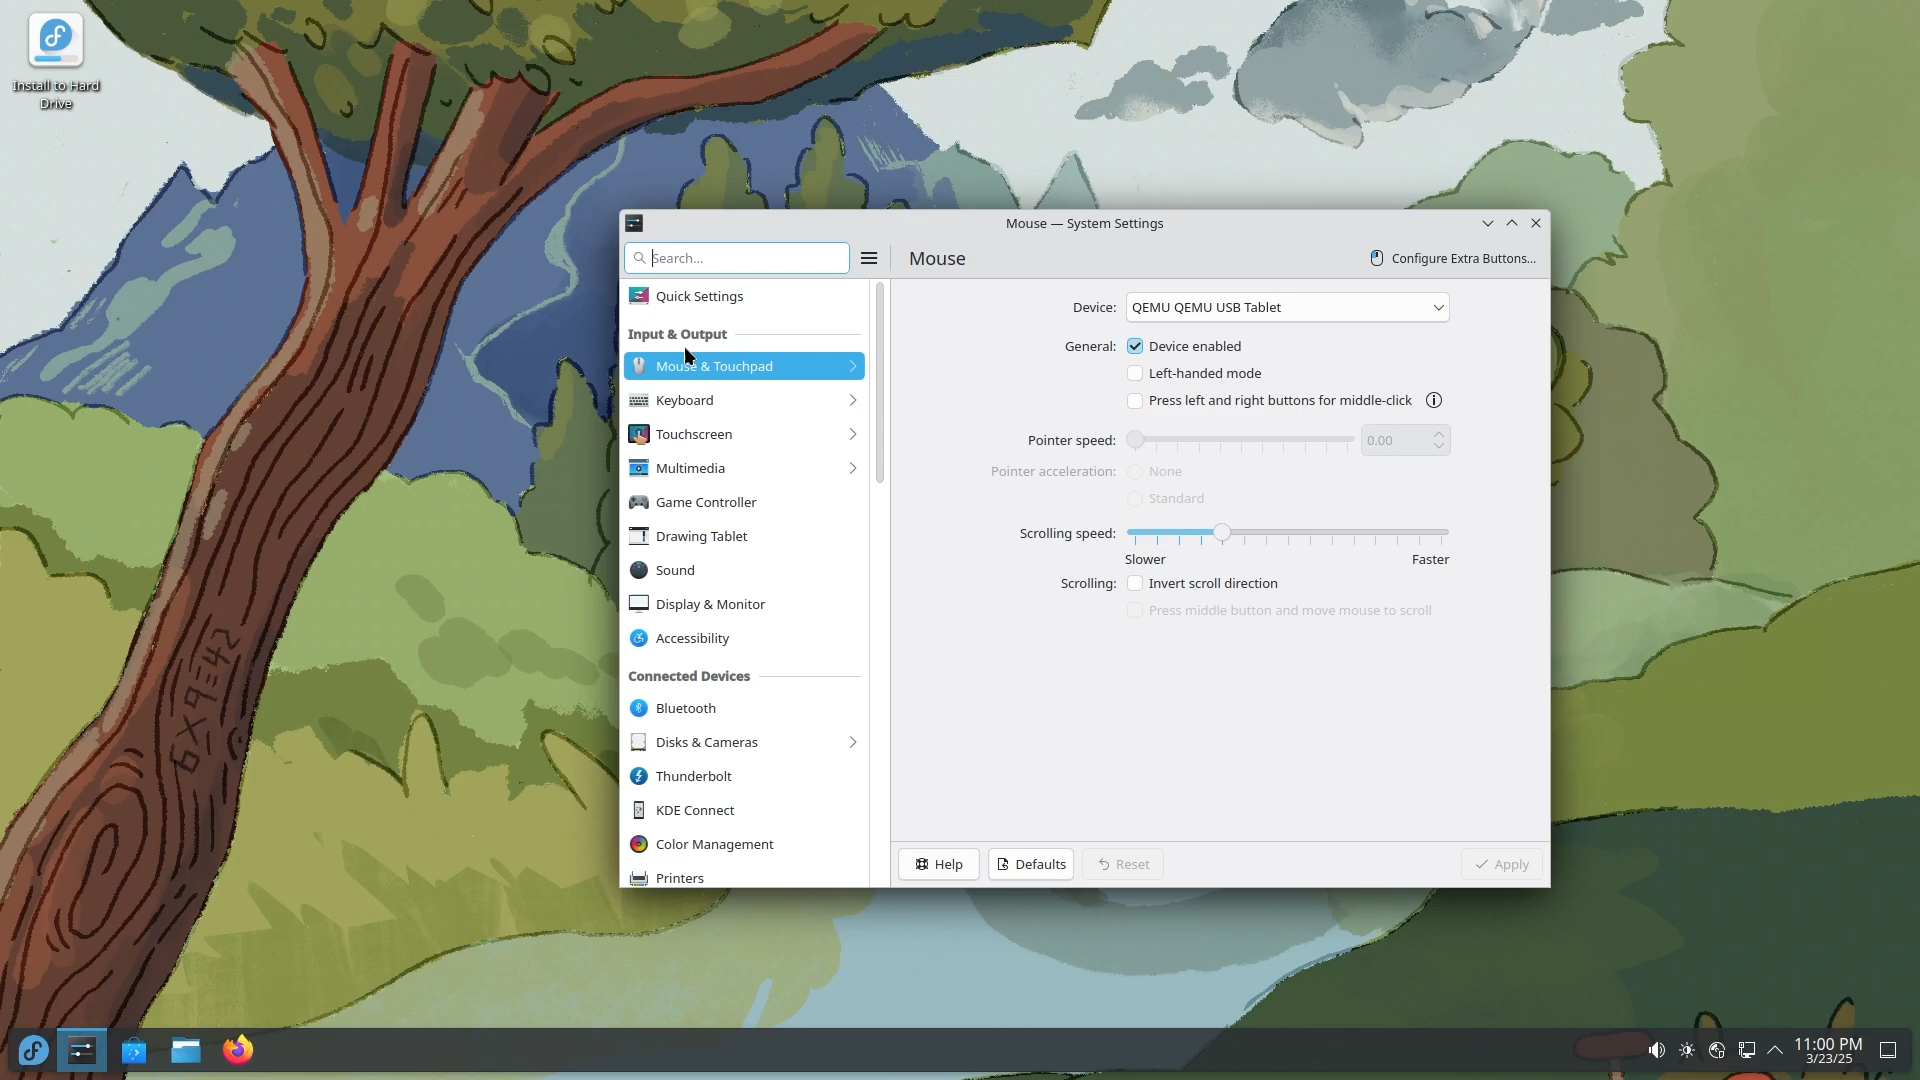 Install to Hard
Drive
Mouse — System Settings
Search...
Mouse
Configure Extra Buttons...
Quick Settings
Input & Output
Mouse & Touchpad
Keyboard
Touchscreen
Multimedia
Game Controller
Drawing Tablet
Sound
Display & Monitor
Accessibility
Connected Devices
Bluetooth
Disks & Cameras
Thunderbolt
KDE Connect
Color Management
Printers
Device: QEMU QEMU USB Tablet
General: Device enabled
Left-handed mode
Press left and right buttons for middle-click
Pointer speed: 0.00
Pointer acceleration: None
Standard
Scrolling speed:
Slower Faster
Scrolling: Invert scroll direction
Press middle button and move mouse to scroll
Help Defaults Reset Apply
6×9=42
11:00 PM
3/23/25